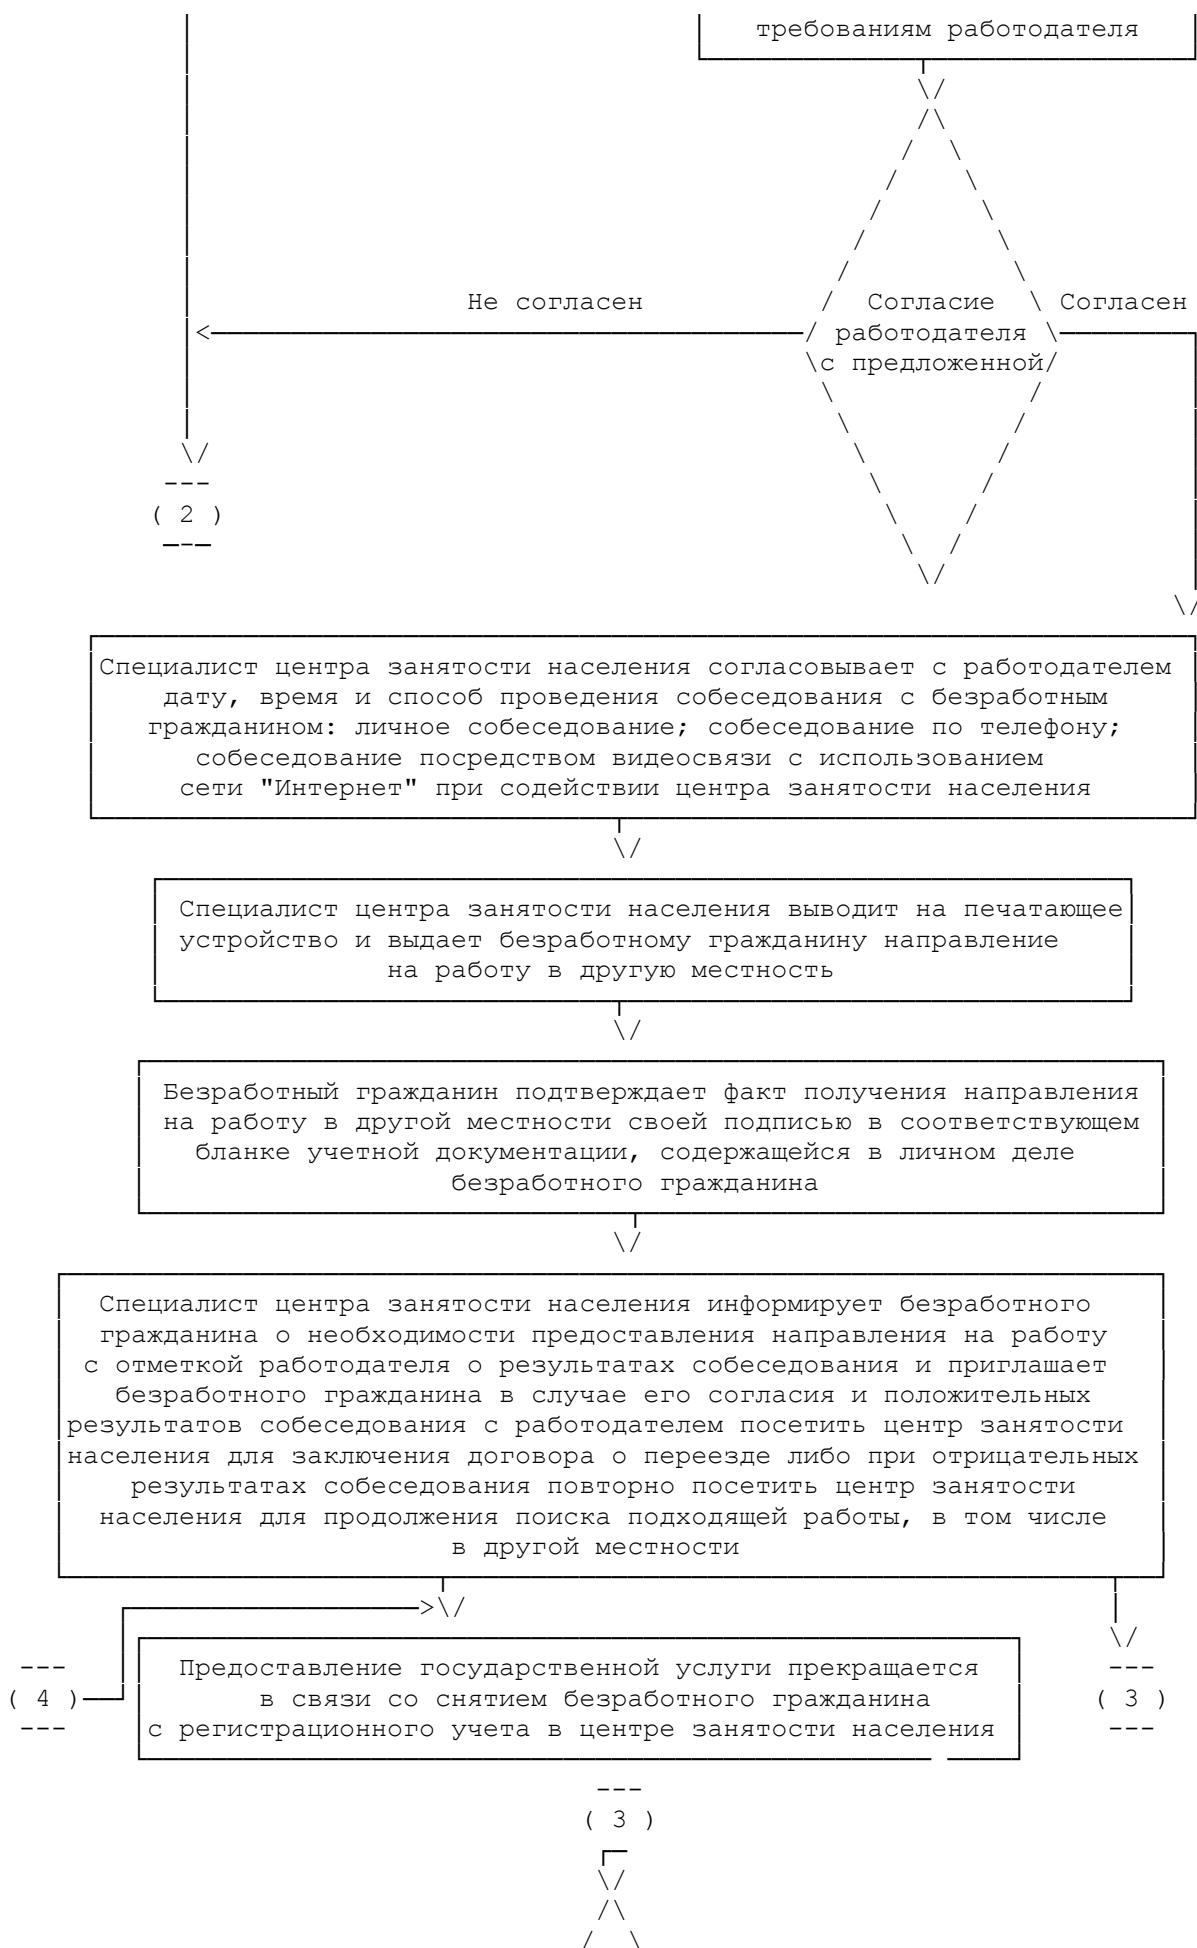 требованиям работодателя
Не согласен
Согласие
Согласен
работодателя
с предложенной
( 2 )
Специалист центра занятости населения согласовывает с работодателем
дату, время и способ проведения собеседования с безработным
гражданином: личное собеседование; собеседование по телефону;
собеседование посредством видеосвязи с использованием
сети "Интернет" при содействии центра занятости населения
Специалист центра занятости населения выводит на печатающее
устройство и выдает безработному гражданину направление
на работу в другую местность
Безработный гражданин подтверждает факт получения направления
на работу в другой местности своей подписью в соответствующем
бланке учетной документации, содержащейся в личном деле
безработного гражданина
Специалист центра занятости населения информирует безработного
гражданина о необходимости предоставления направления на работу
с отметкой работодателя о результатах собеседования и приглашает
безработного гражданина в случае его согласия и положительных
результатов собеседования с работодателем посетить центр занятости
населения для заключения договора о переезде либо при отрицательных
результатах собеседования повторно посетить центр занятости
населения для продолжения поиска подходящей работы, в том числе
в другой местности
Предоставление государственной услуги прекращается
в связи со снятием безработного гражданина
с регистрационного учета в центре занятости населения
( 4 )
( 3 )
( 3 )